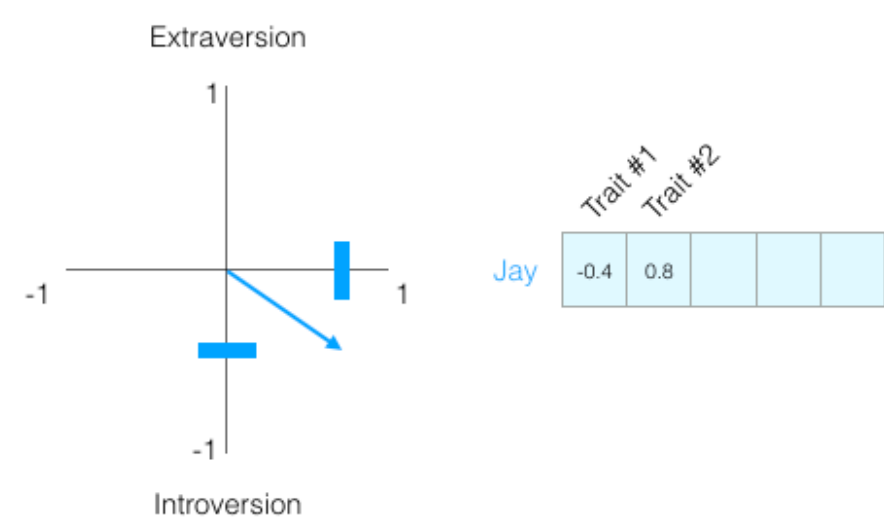 Extraversion
1
-1
1
-1
Introversion
Trait #1
Trait #2
Jay
-0.4
0.8